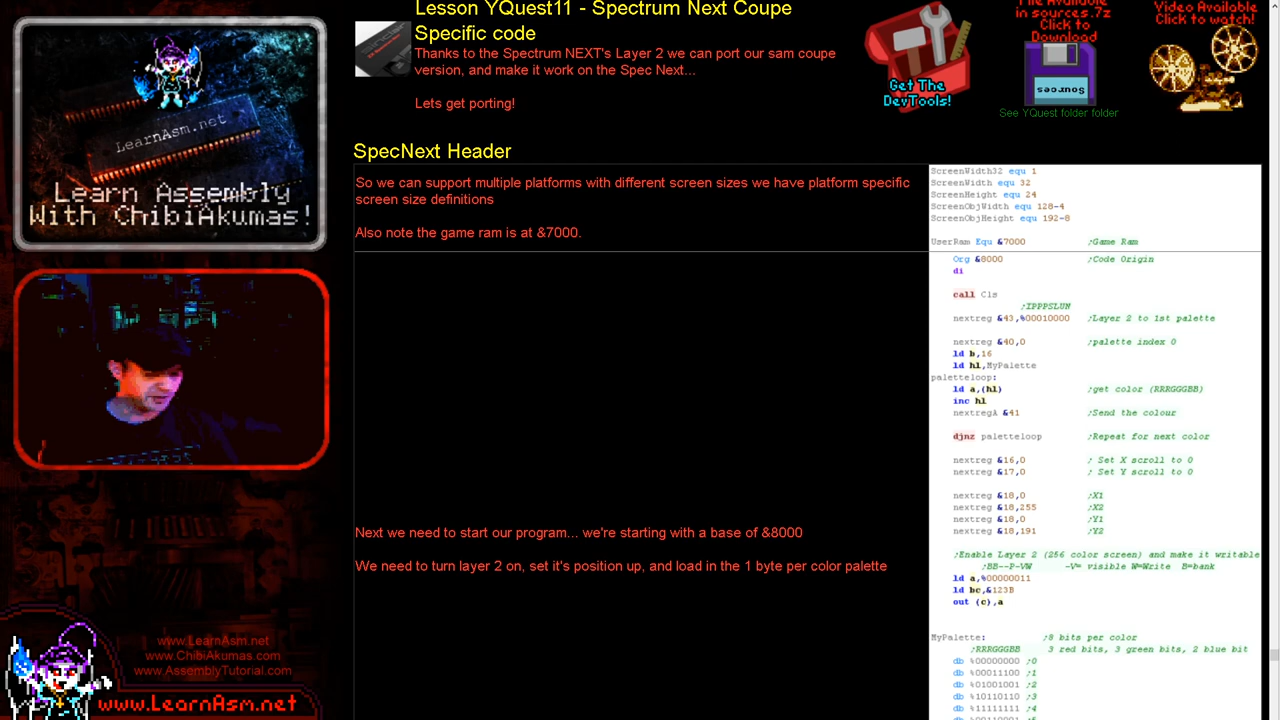 Lesson YQuest11 - Spectrum Next Coupe
Specific code
Thanks to the Spectrum NEXT's Layer 2 we can port our sam coupe
version, and make it work on the Spec Next...
Lets get porting!
Get The
DevTools!
File Available
in sources.7z
Click to
Download
Sources
See YQuest folder folder
Video Available
Click to watch!
LearnAsm.net
Learn Assembly
With ChibiAkumas!
SpecNext Header
So we can support multiple platforms with different screen sizes we have platform specific
screen size definitions
Also note the game ram is at &7000.
ScreenWidth32 equ 1
ScreenWidth equ 32
ScreenHeight equ 24
ScreenObjWidth equ 128-4
ScreenObjHeight equ 192-8
UserRam Equ &7000 ;Game Ram
Next we need to start our program... we're starting with a base of &8000
We need to turn layer 2 on, set it's position up, and load in the 1 byte per color palette
Org &8000 ;Code Origin
di
call Cls
;IPPPSLUN
nextreg &43,%00010000 ;Layer 2 to 1st palette
nextreg &40,0 ;palette index 0
ld b,16
ld hl,MyPalette
paletteloop:
ld a,(hl) ;get color (RRRGGGBB)
inc hl
nextregA &41 ;Send the colour
djnz paletteloop ;Repeat for next color
nextreg &16,0 ; Set X scroll to 0
nextreg &17,0 ; Set Y scroll to 0
nextreg &18,0 ;X1
nextreg &18,255 ;X2
nextreg &18,0 ;Y1
nextreg &18,191 ;Y2
;Enable Layer 2 (256 color screen) and make it writable
;BB--P-VW -V= visible W=Write B=bank
ld a,%00000011
ld bc,&123B
out (c),a
MyPalette: ;8 bits per color
;RRRGGGBB 3 red bits, 3 green bits, 2 blue bit
db %00000000 ;0
db %00011100 ;1
db %01001001 ;2
db %10110110 ;3
db %11111111 ;4
www.LearnAsm.net
www.ChibiAkumas.com
www.AssemblyTutorial.com
www.LearnAsm.net